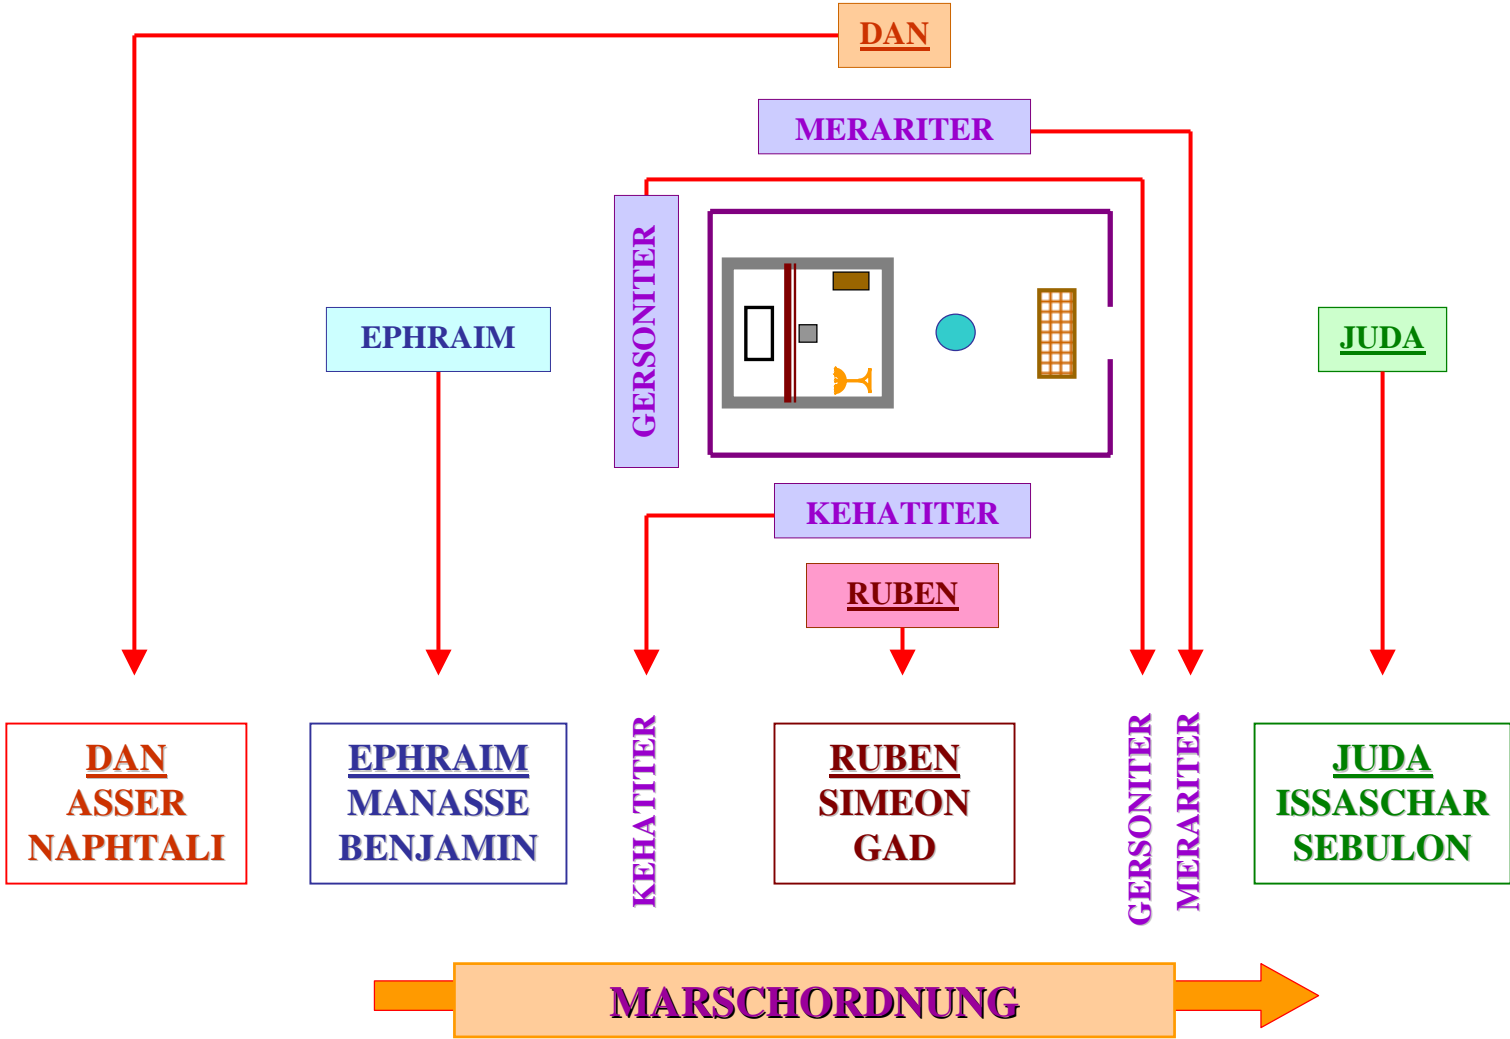 DAN
MERARITER
GERSONITER
EPHRAIM
JUDA
KEHATITER
RUBEN
DAN
ASSER
NAPHTALI
EPHRAIM
MANASSE
BENJAMIN
KEHATITER
RUBEN
SIMEON
GAD
GERSONITER
MERARITER
JUDA
ISSASCHAR
SEBULON
MARSCHORDNUNG